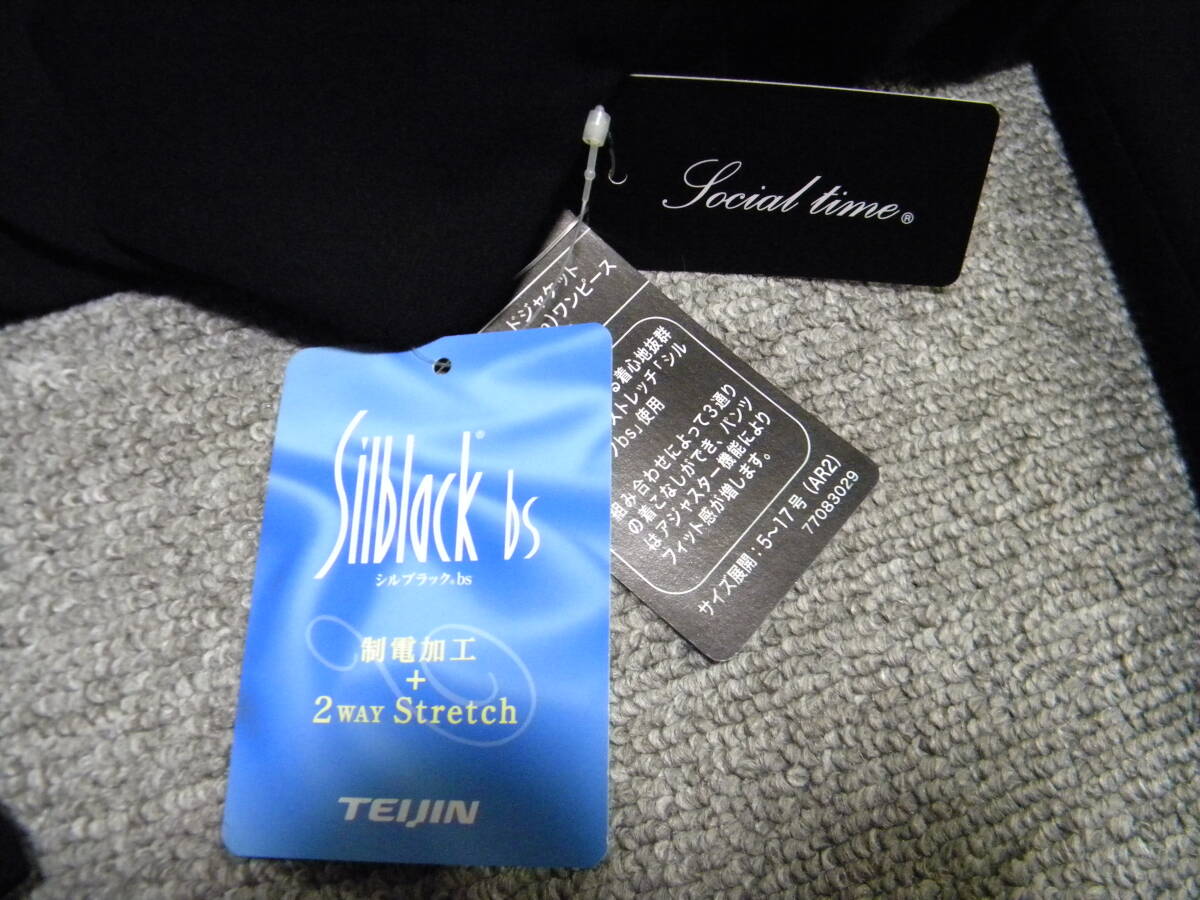 Social time®
ドジャケット
)ワンピース
着心地抜群
ストレッチ「シル
bs」使用
組み合わせによって3通り
の着こなしができ、パンツ
はアジャスター機能により
フィット感が増します。
サイズ展開:5~17号(AR2)
77083029
Silblack® bs
シルブラック®bs
制電加工
+
2WAY Stretch
TEIJIN